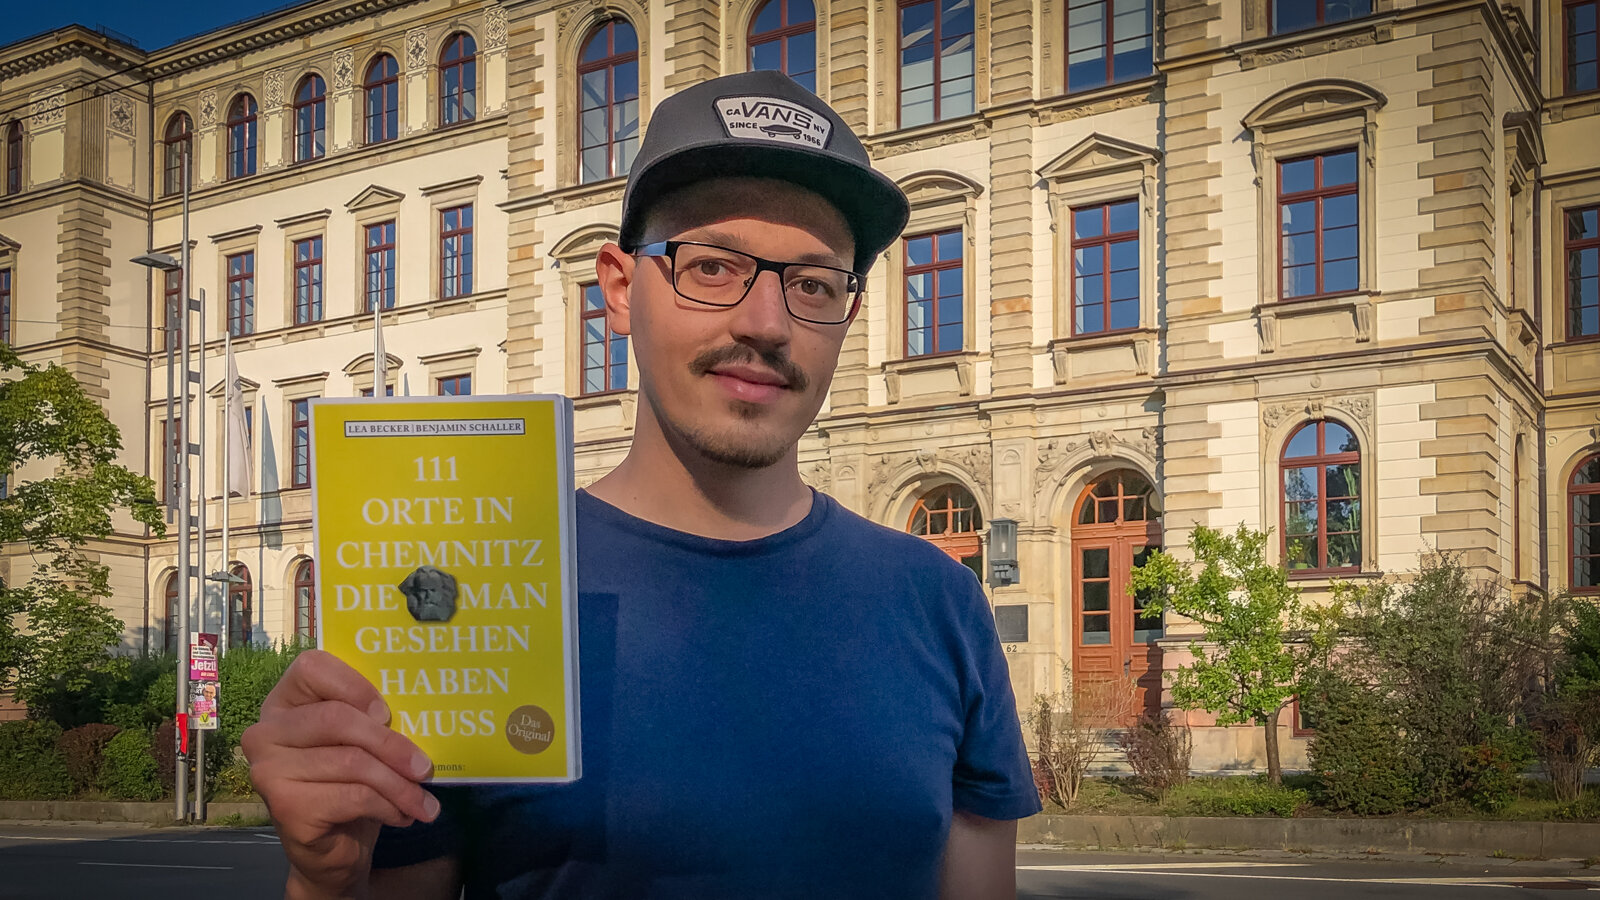 CA VANS NY
SINCE 1966
LEA BECKER | BENJAMIN SCHALLER
111
ORTE IN
CHEMNITZ
DIE MAN
GESEHEN
HABEN
MUSS
Das
Original
emons:
62
Jetzt!